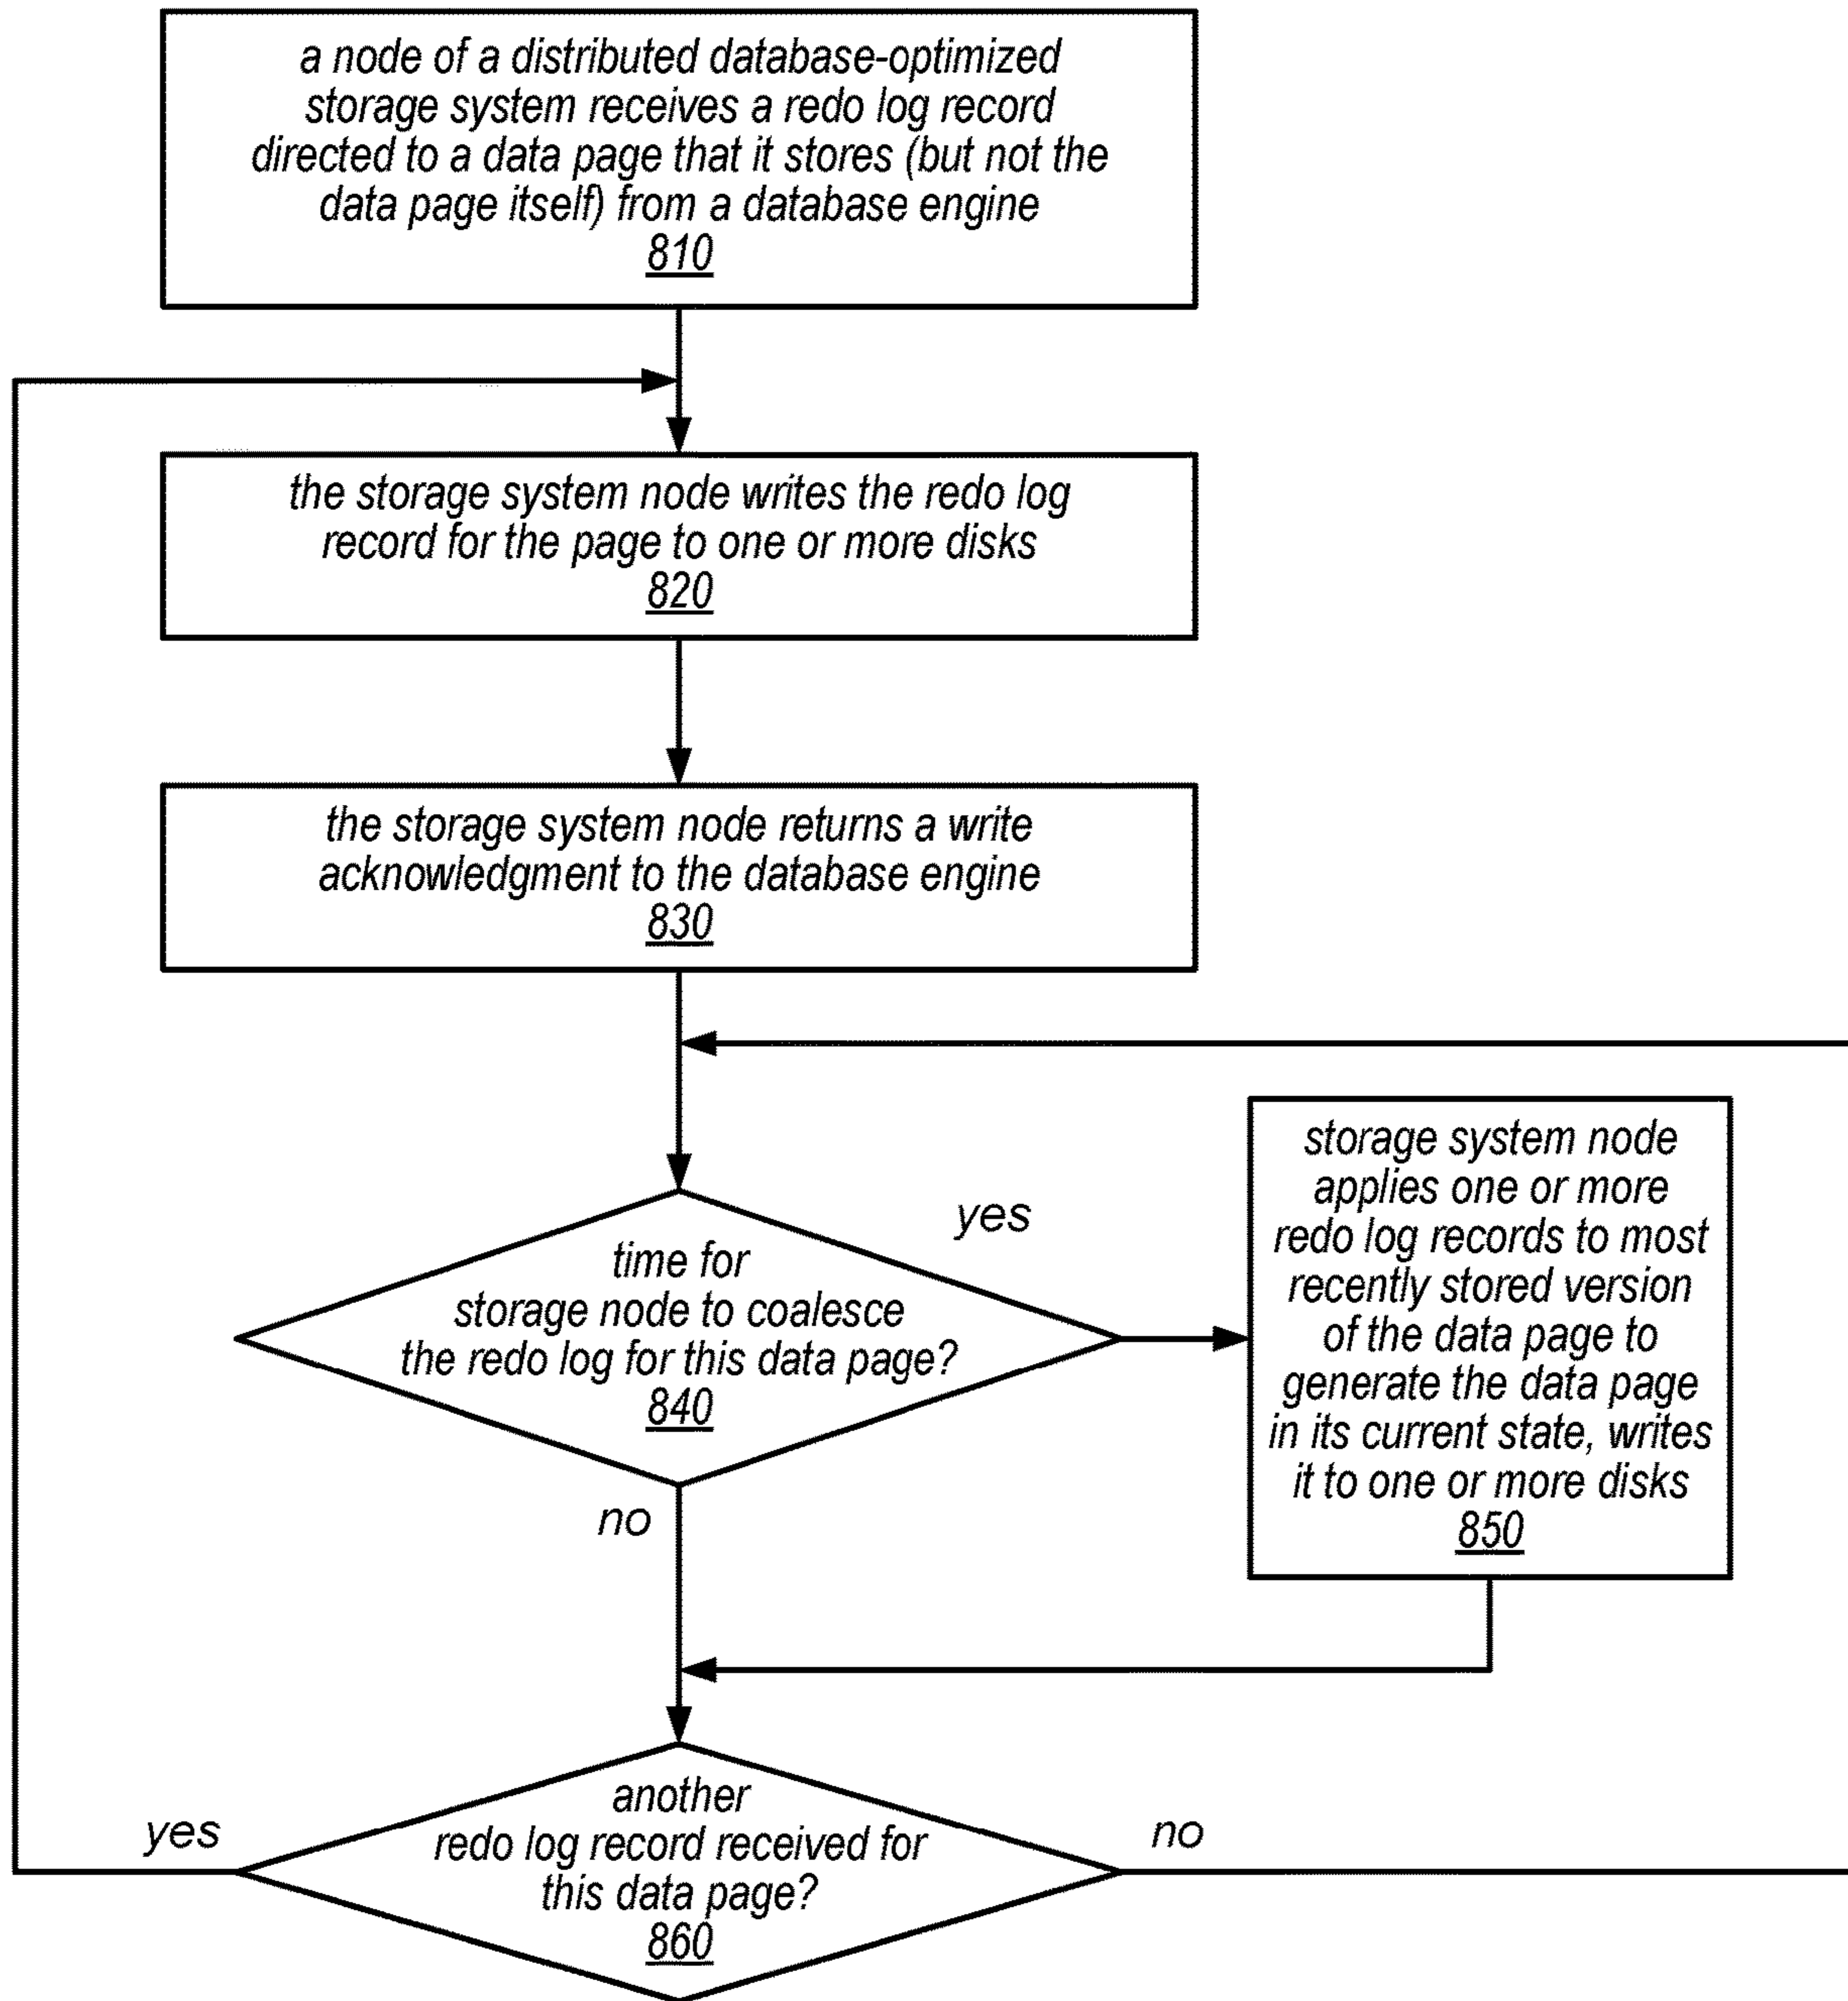 a node of a distributed database-optimized
storage system receives a redo log record
directed to a data page that it stores (but not the
data page itself) from a database engine
810
the storage system node writes the redo log
record for the page to one or more disks
820
the storage system node returns a write
acknowledgment to the database engine
830
time for
storage node to coalesce
the redo log for this data page?
840
yes
no
storage system node
applies one or more
redo log records to most
recently stored version
of the data page to
generate the data page
in its current state, writes
it to one or more disks
850
another
redo log record received for
this data page?
860
yes
no